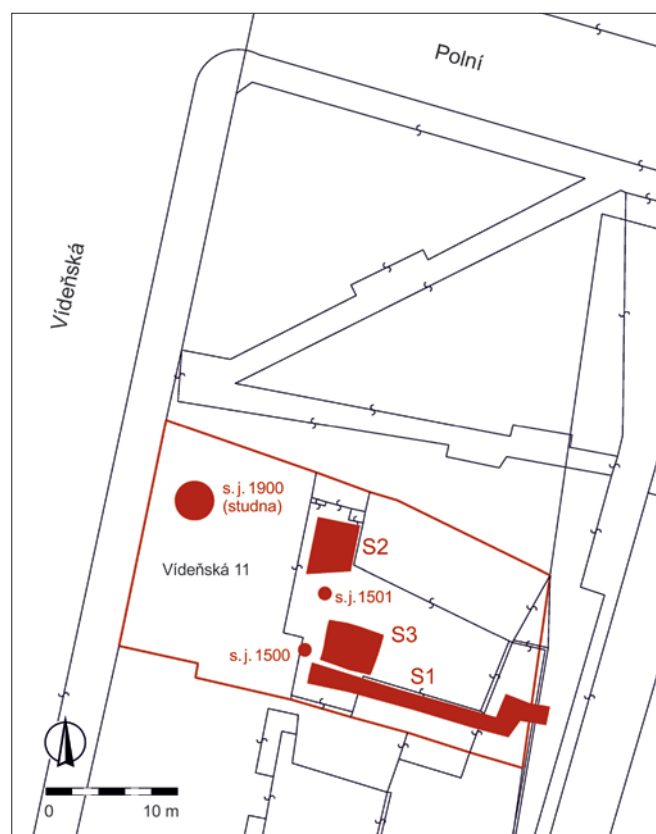 Polní
Vídeňská
s.j. 1900
(studna)
S2
Vídeňská 11
s.j. 1501
S3
s.j. 1500
S1
0
10 m